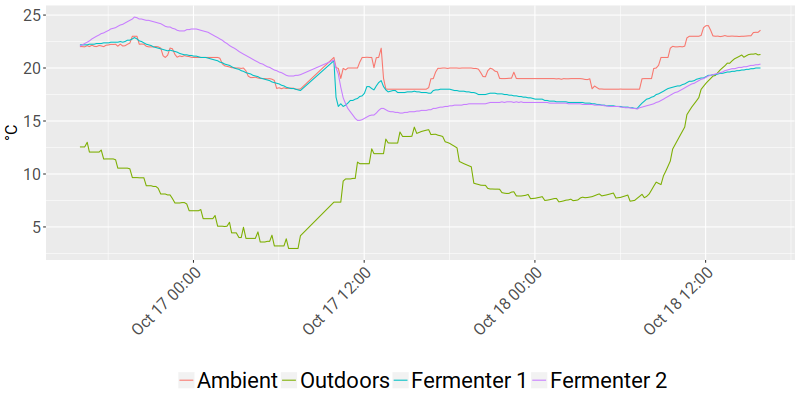 25
20
15
10
5
°C
Oct 17 00:00
Oct 17 12:00
Oct 18 00:00
Oct 18 12:00
Ambient Outdoors Fermenter 1 Fermenter 2